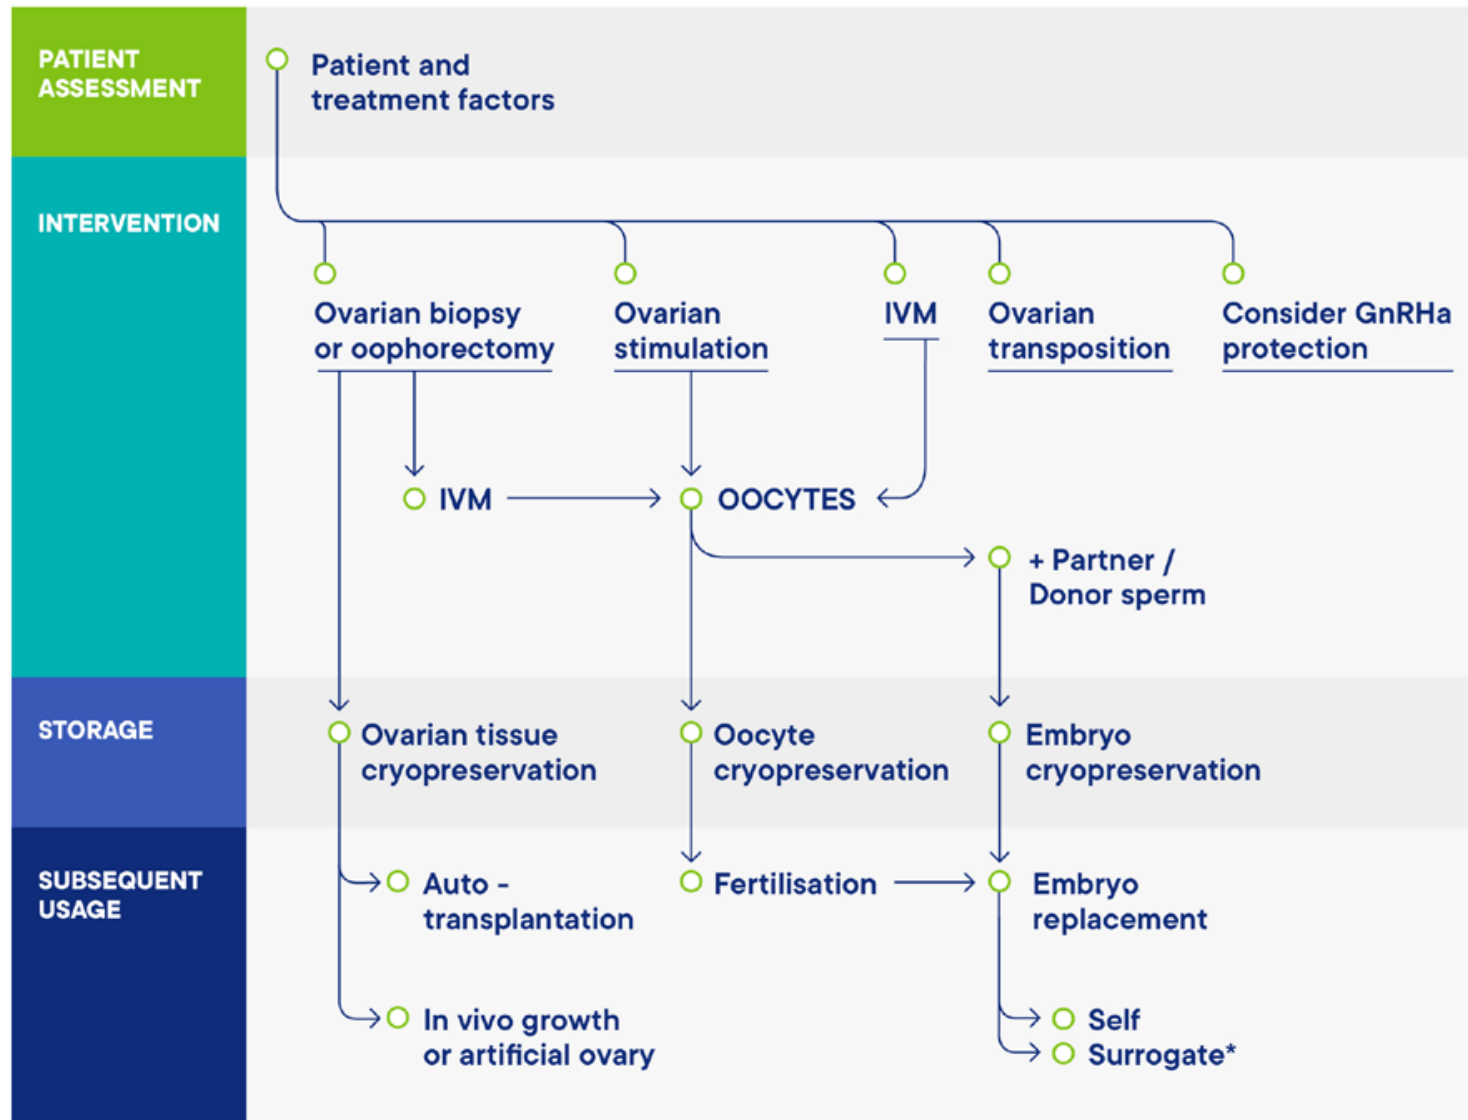 PATIENT
ASSESSMENT
Patient and
treatment factors
INTERVENTION
Ovarian biopsy
or oophorectomy
Ovarian
stimulation
IVM
Ovarian
transposition
Consider GnRHa
protection
IVM
OOCYTES
+ Partner /
Donor sperm
STORAGE
Ovarian tissue
cryopreservation
Oocyte
cryopreservation
Embryo
cryopreservation
SUBSEQUENT
USAGE
Auto -
transplantation
Fertilisation
Embryo
replacement
In vivo growth
or artificial ovary
Self
Surrogate*